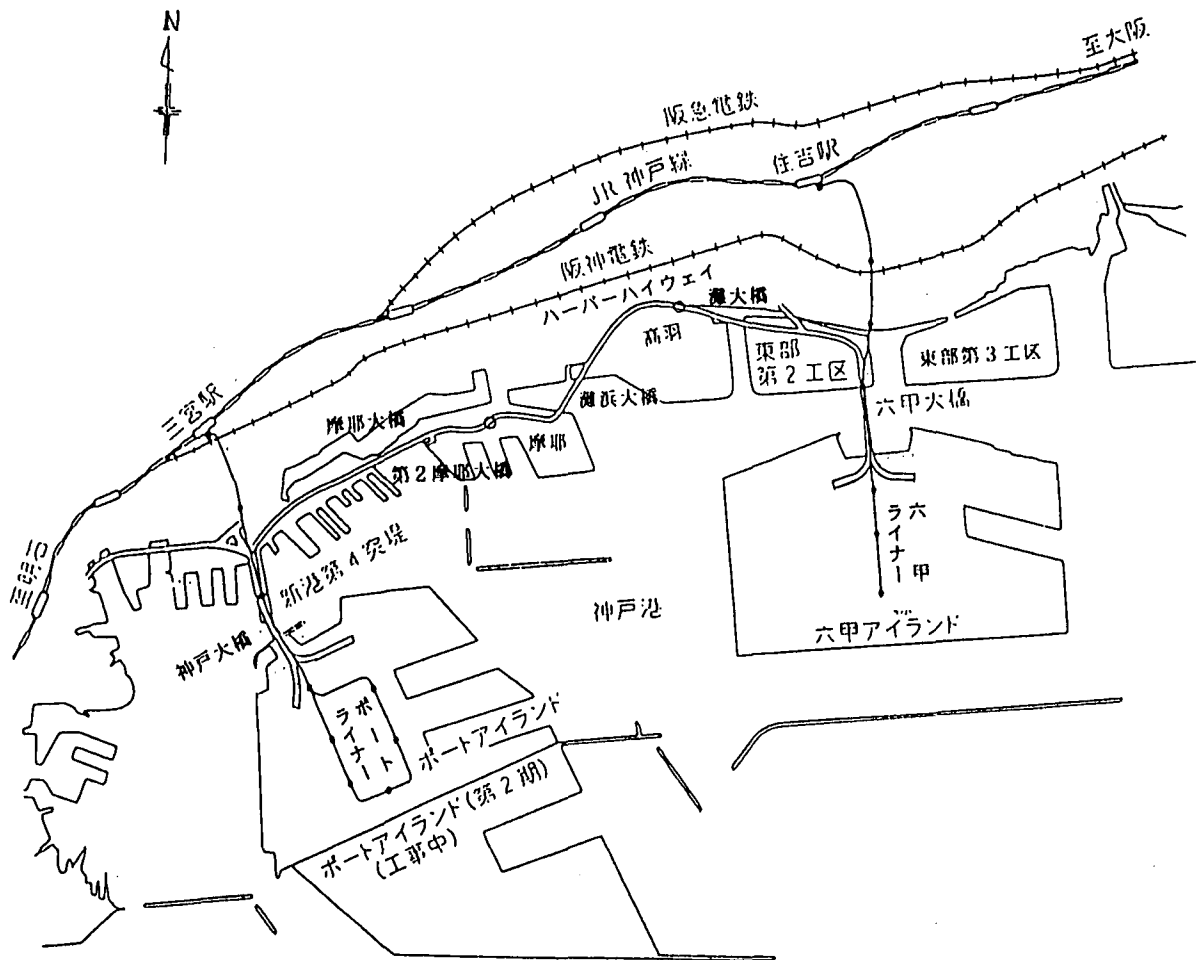 N
至大阪
阪急電鉄
住吉駅
JR 神戸線
阪神電鉄
ハーバーハイウェイ
灘大橋
高羽
東部
第2工区
東部第3工区
三宮駅
摩耶大橋
灘浜大橋
六甲大橋
摩耶
第2摩耶大橋
六甲
ライナー
至明石
新港第4突堤
神戸港
六甲アイランド
神戸大橋
ポート
ライナー
ポートアイランド
ポートアイランド(第2期)
(工事中)